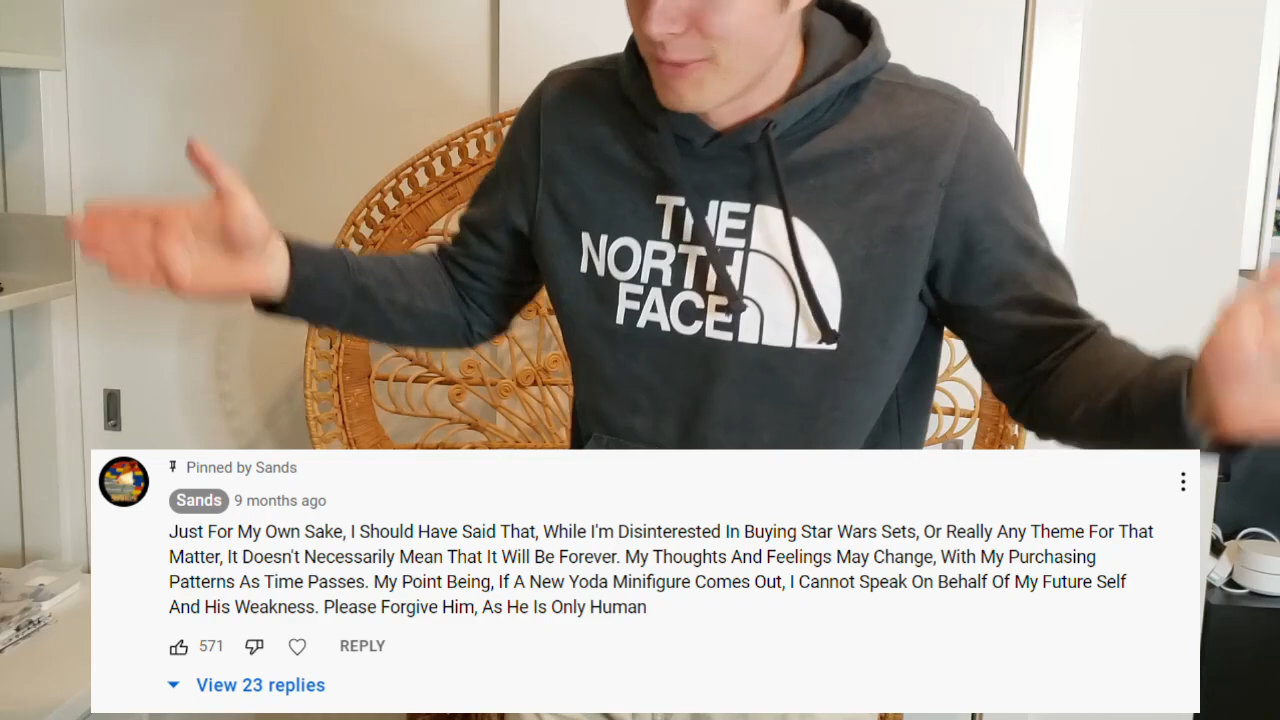 THE
NORTH
FACE
Pinned by Sands
Sands 9 months ago
Just For My Own Sake, I Should Have Said That, While I'm Disinterested In Buying Star Wars Sets, Or Really Any Theme For That
Matter, It Doesn't Necessarily Mean That It Will Be Forever. My Thoughts And Feelings May Change, With My Purchasing
Patterns As Time Passes. My Point Being, If A New Yoda Minifigure Comes Out, I Cannot Speak On Behalf Of My Future Self
And His Weakness. Please Forgive Him, As He Is Only Human
571 REPLY
View 23 replies